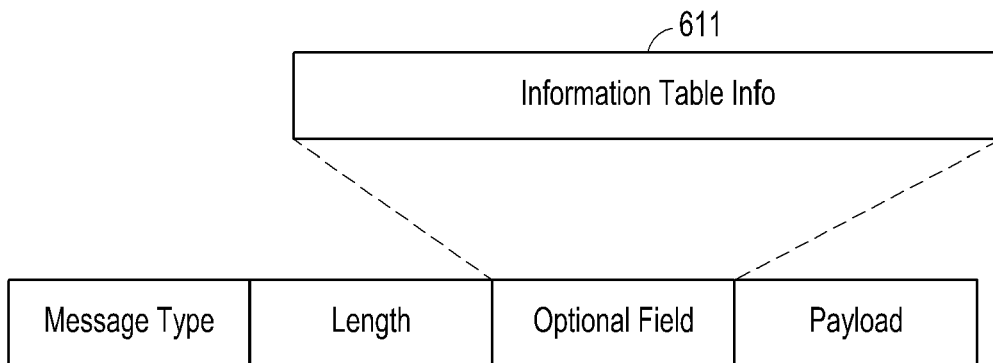 611
Information Table Info
Message Type
Length
Optional Field
Payload